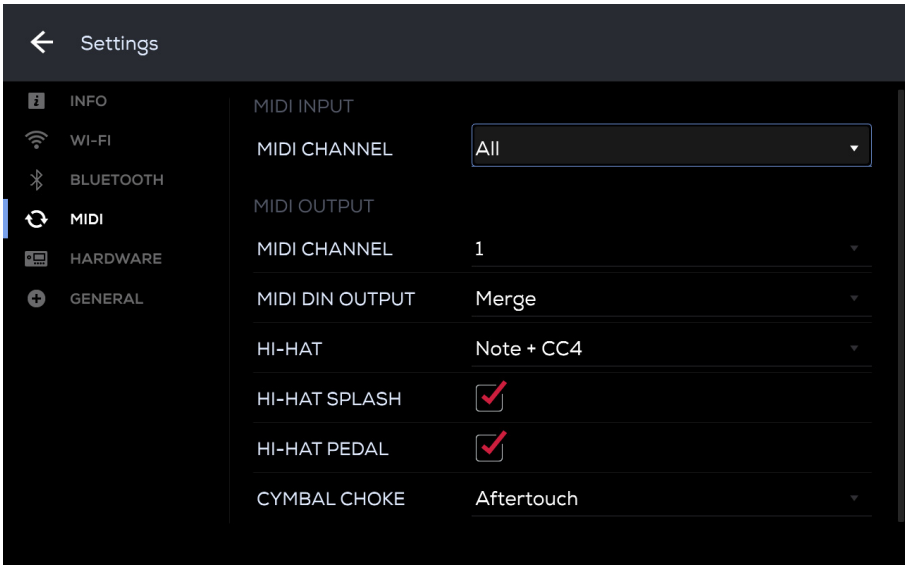 Settings
INFO
WI-FI
BLUETOOTH
MIDI
HARDWARE
GENERAL
MIDI INPUT
MIDI CHANNEL All
MIDI OUTPUT
MIDI CHANNEL 1
MIDI DIN OUTPUT Merge
HI-HAT Note + CC4
HI-HAT SPLASH
HI-HAT PEDAL
CYMBAL CHOKE Aftertouch